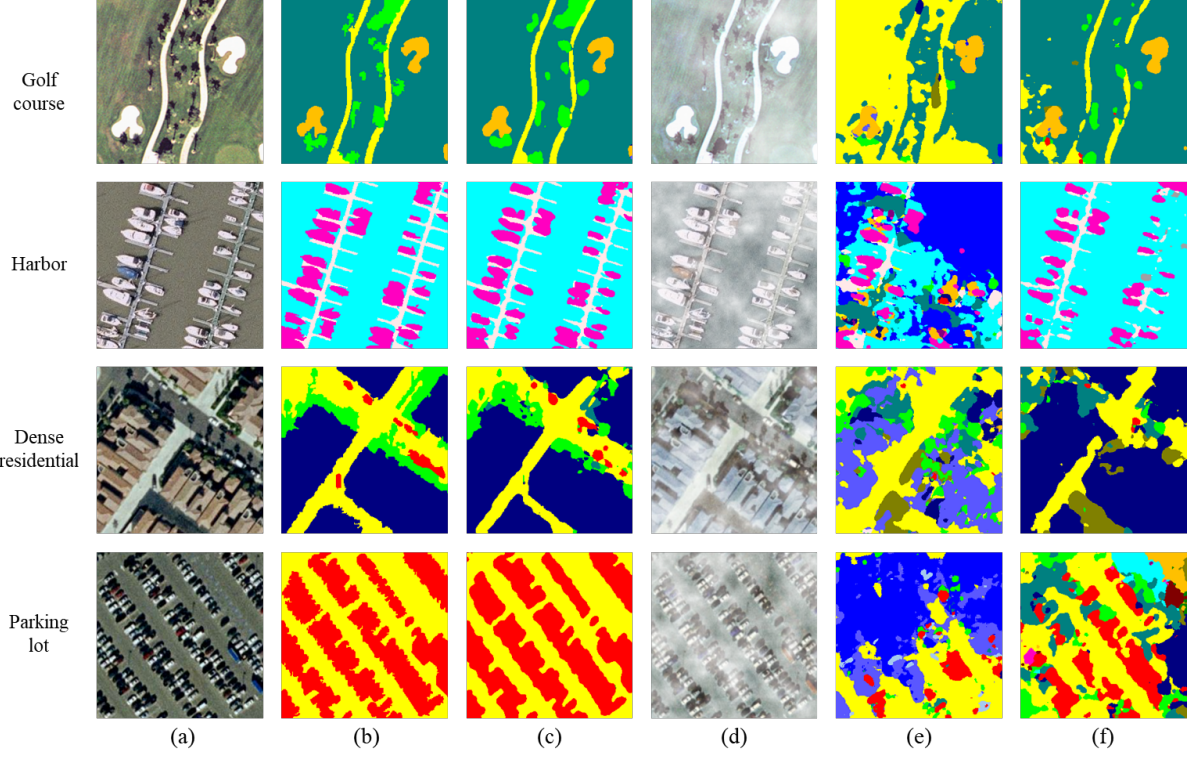 Golf
course
Harbor
Dense
residential
Parking
lot
(a) (b) (c) (d) (e) (f)